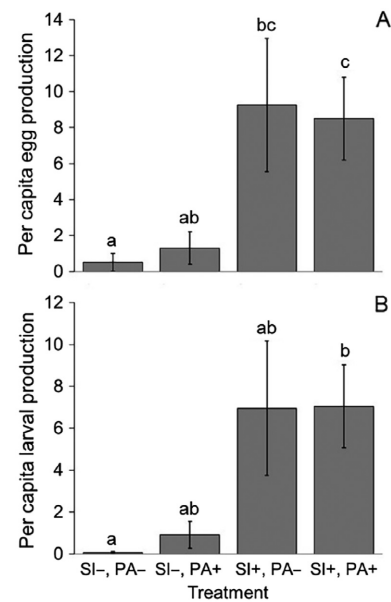 A
Per capita egg production
14
12
10
8
6
4
2
0
a
ab
bc
c
B
Per capita larval production
12
10
8
6
4
2
0
a
ab
ab
b
SI–, PA– SI–, PA+ SI+, PA– SI+, PA+
Treatment